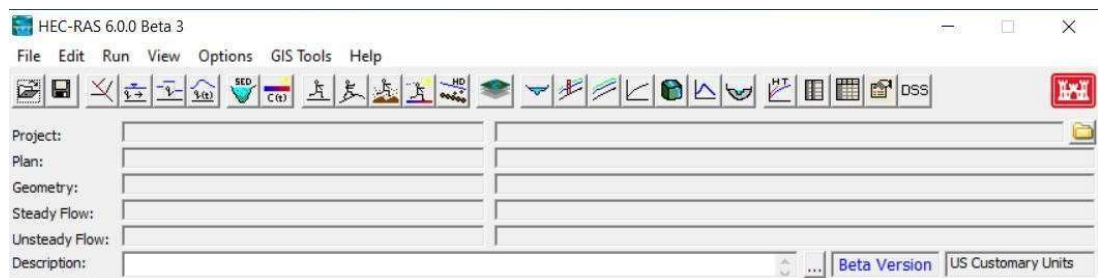 HEC-RAS 6.0.0 Beta 3
File Edit Run View Options GIS Tools Help
SED C(t) HD HT DSS
Project:
Plan:
Geometry:
Steady Flow:
Unsteady Flow:
Description: ... Beta Version US Customary Units